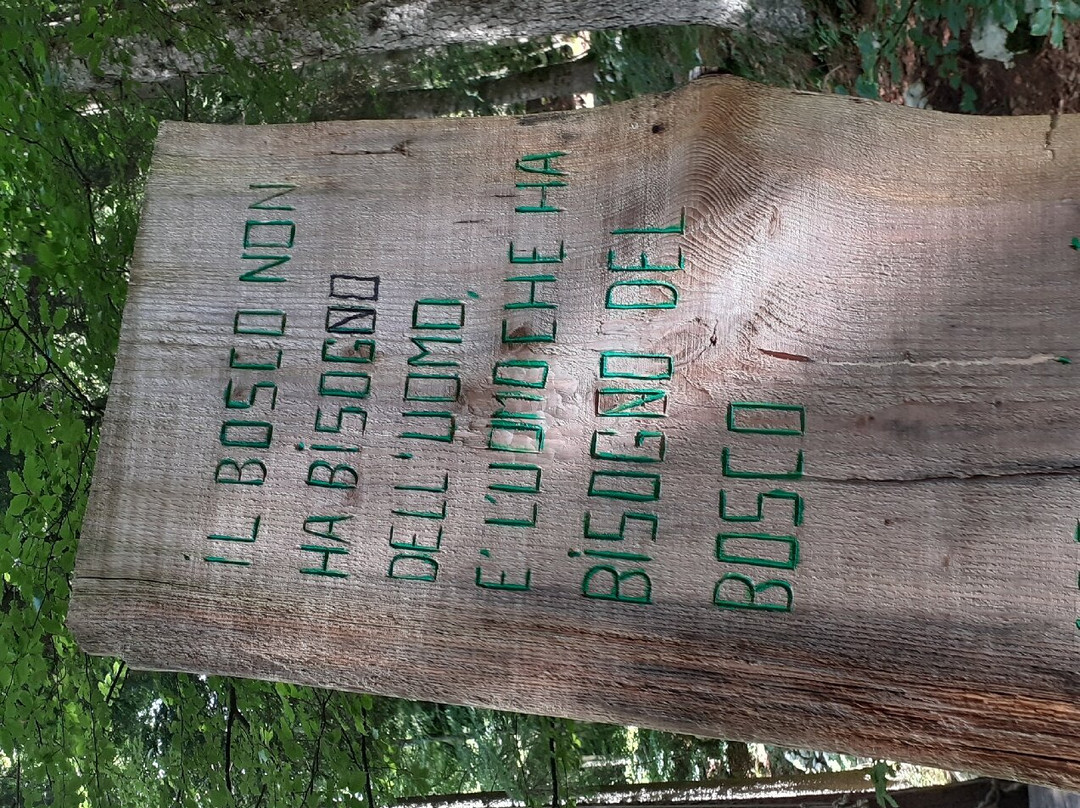 IL BOSCO NON
HA BISOGNO
DELL'UOMO,
E' L'UOMO CHE HA
BISOGNO DEL
BOSCO